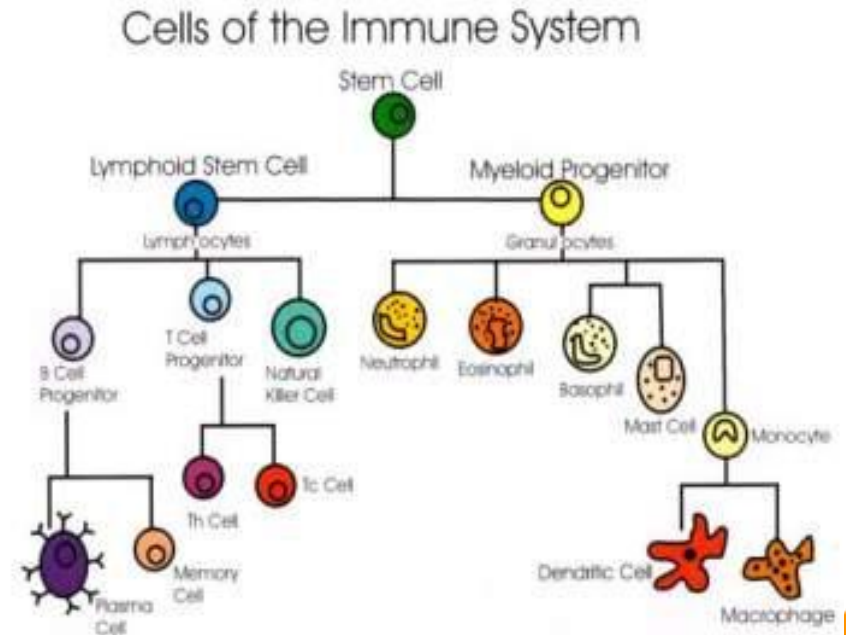 Cells of the Immune System
Stem Cell
Lymphoid Stem Cell
Myeloid Progenitor
Lymphocytes
Granulocytes
B Cell
Progenitor
T Cell
Progenitor
Natural
Killer Cell
Neutrophil
Eosinophil
Basophil
Mast Cell
Monocyte
Th Cell
Tc Cell
Plasma
Cell
Memory
Cell
Dendritic Cell
Macrophage